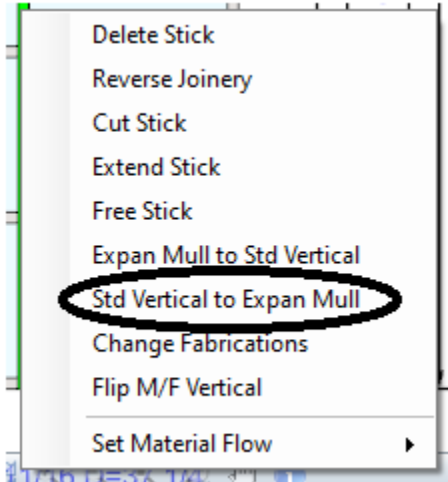 Delete Stick
Reverse Joinery
Cut Stick
Extend Stick
Free Stick
Expan Mull to Std Vertical
Std Vertical to Expan Mull
Change Fabrications
Flip M/F Vertical
Set Material Flow